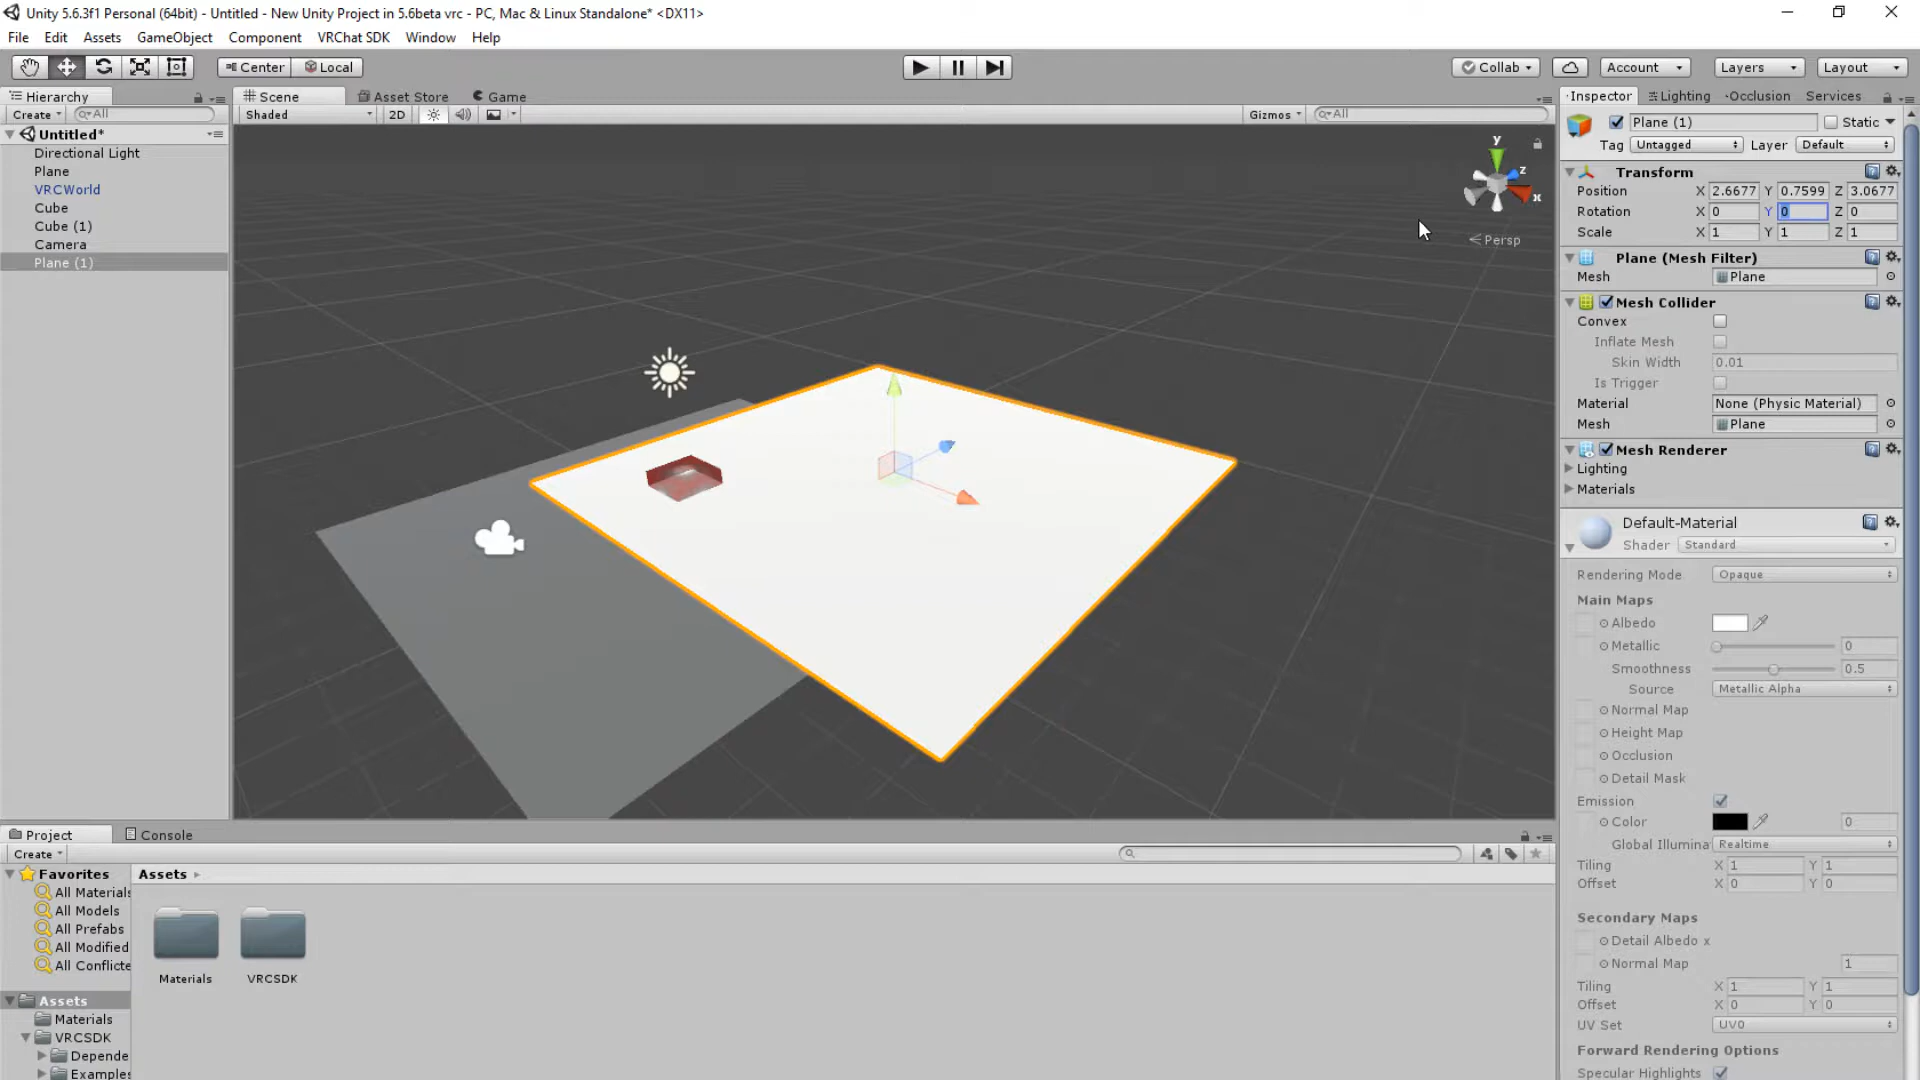 Unity 5.6.3f1 Personal (64bit) - Untitled - New Unity Project in 5.6beta vrc - PC, Mac & Linux Standalone* <DX11>
File Edit Assets GameObject Component VRChat SDK Window Help
Center Local Collab Account Layers Layout
Hierarchy
Create All
Untitled*
Directional Light
Plane
VRCWorld
Cube
Cube (1)
Camera
Plane (1)
Scene Asset Store Game
Shaded 2D Gizmos All
y
z
x
Persp
Inspector Lighting Occlusion Services
Plane (1) Static
Tag Untagged Layer Default
Transform
Position X 2.6677 Y 0.7599 Z 3.0677
Rotation X 0 Y 0 Z 0
Scale X 1 Y 1 Z 1
Plane (Mesh Filter)
Mesh Plane
Mesh Collider
Convex
Inflate Mesh
Skin Width 0.01
Is Trigger
Material None (Physic Material)
Mesh Plane
Mesh Renderer
Lighting
Materials
Default-Material
Shader Standard
Rendering Mode Opaque
Main Maps
Albedo
Metallic 0
Smoothness 0.5
Source Metallic Alpha
Normal Map
Height Map
Occlusion
Detail Mask
Emission
Color 0
Global Illumina Realtime
Tiling X 1 Y 1
Offset X 0 Y 0
Secondary Maps
Detail Albedo x
Normal Map 1
Tiling X 1 Y 1
Offset X 0 Y 0
UV Set UV0
Forward Rendering Options
Specular Highlights
Project Console
Create
Favorites
All Materials
All Models
All Prefabs
All Modified
All Conflicte
Assets
Materials
VRCSDK
Depende
Examples
Assets
Materials VRCSDK